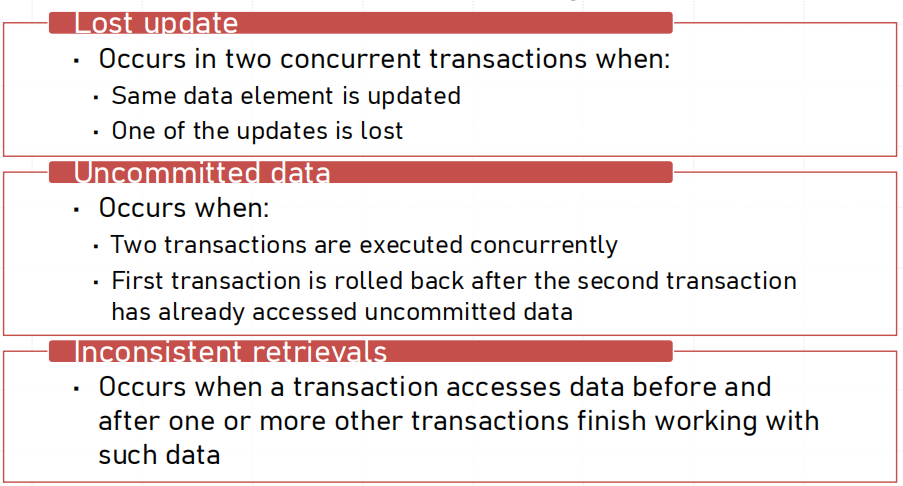 Lost update
▪ Occurs in two concurrent transactions when:
▪ Same data element is updated
▪ One of the updates is lost
Uncommitted data
▪ Occurs when:
▪ Two transactions are executed concurrently
▪ First transaction is rolled back after the second transaction
has already accessed uncommitted data
Inconsistent retrievals
▪ Occurs when a transaction accesses data before and
after one or more other transactions finish working with
such data